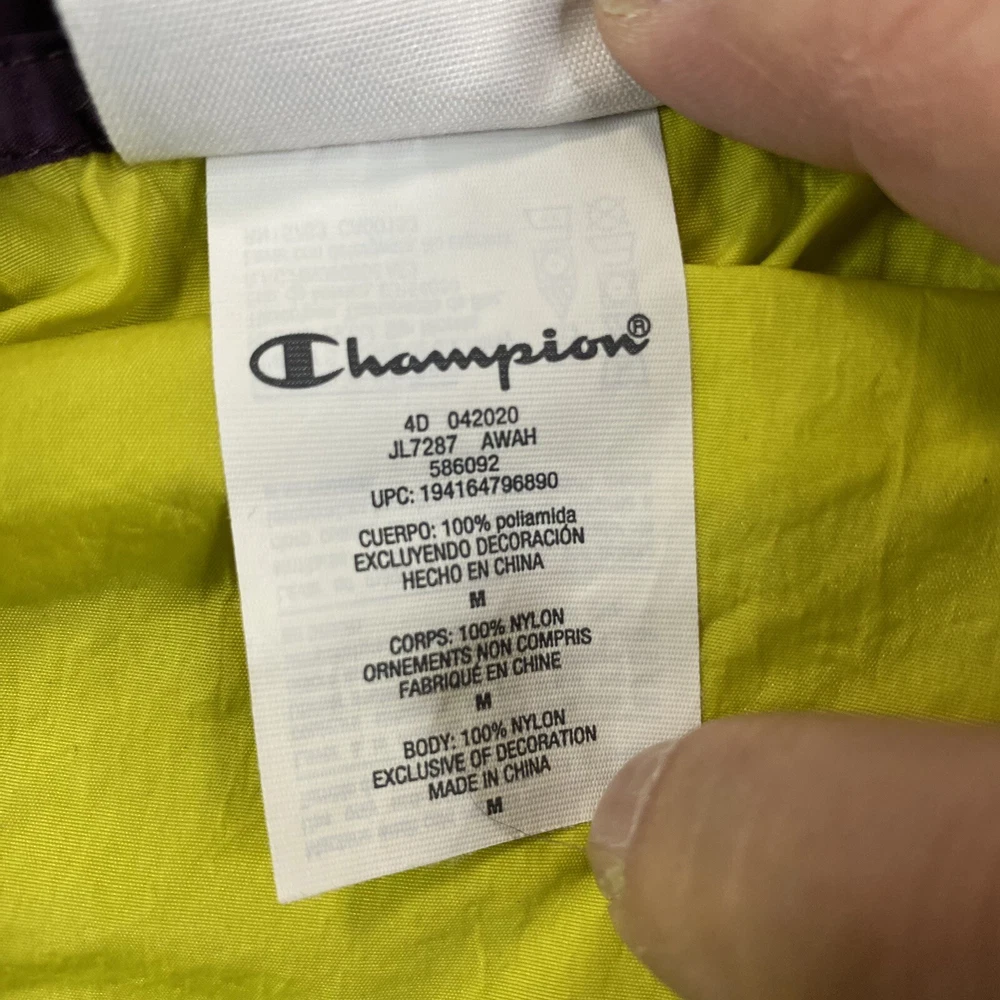 Champion®
4D 042020
JL7287 AWAH
586092
UPC: 194164796890
CUERPO: 100% poliamida
EXCLUYENDO DECORACIÓN
HECHO EN CHINA
M
CORPS: 100% NYLON
ORNEMENTS NON COMPRIS
FABRIQUÉ EN CHINE
M
BODY: 100% NYLON
EXCLUSIVE OF DECORATION
MADE IN CHINA
M